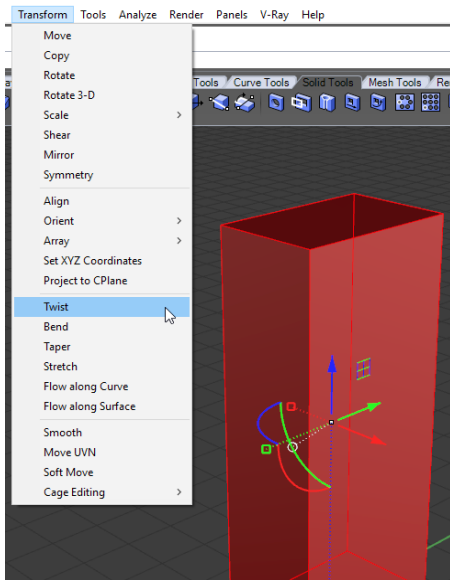 Transform Tools Analyze Render Panels V-Ray Help
Move
Copy
Rotate
Rotate 3-D
Scale
Shear
Mirror
Symmetry
Align
Orient
Array
Set XYZ Coordinates
Project to CPlane
Twist
Bend
Taper
Stretch
Flow along Curve
Flow along Surface
Smooth
Move UVN
Soft Move
Cage Editing
Tools Curve Tools Solid Tools Mesh Tools Re